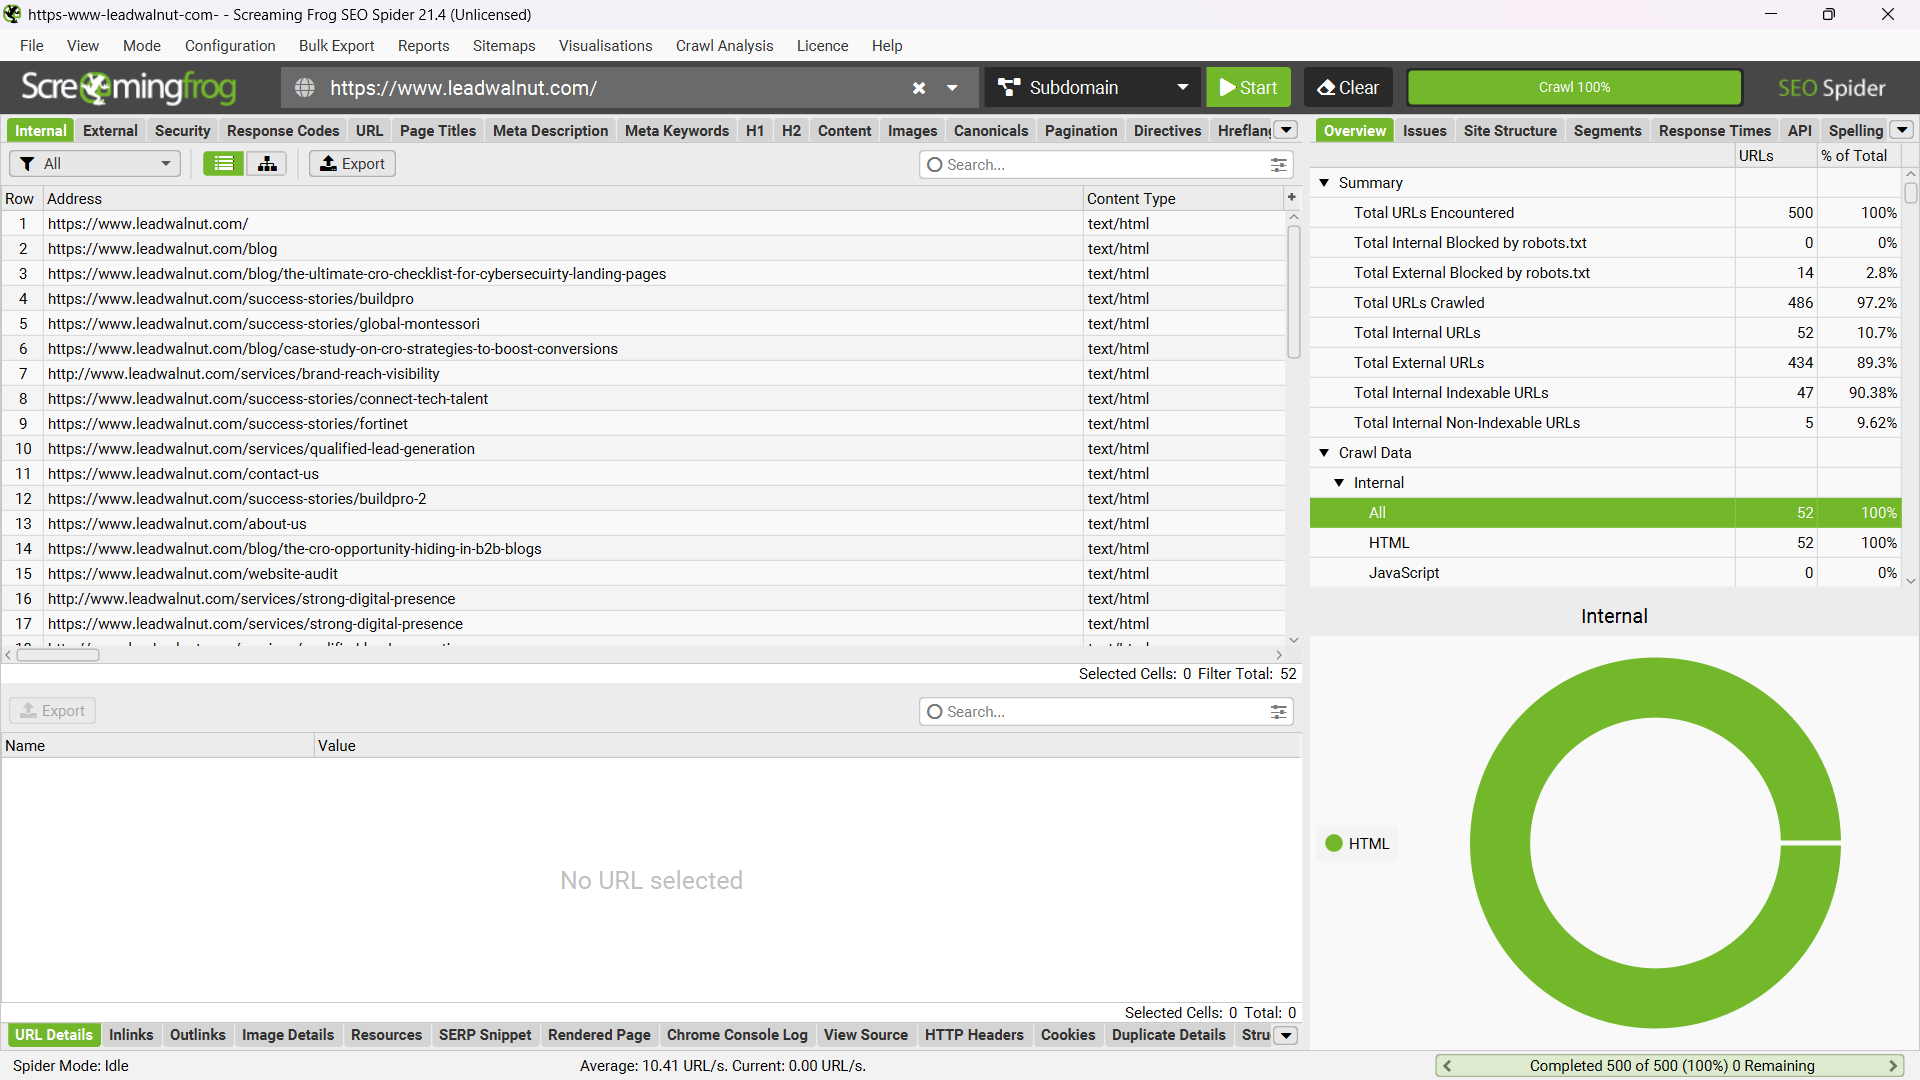 https-www-leadwalnut-com- - Screaming Frog SEO Spider 21.4 (Unlicensed)
File View Mode Configuration Bulk Export Reports Sitemaps Visualisations Crawl Analysis Licence Help
Screamingfrog https://www.leadwalnut.com/ Subdomain Start Clear Crawl 100% SEO Spider
Internal External Security Response Codes URL Page Titles Meta Description Meta Keywords H1 H2 Content Images Canonicals Pagination Directives Hreflang
All Export Search...
Row Address Content Type
1 https://www.leadwalnut.com/ text/html
2 https://www.leadwalnut.com/blog text/html
3 https://www.leadwalnut.com/blog/the-ultimate-cro-checklist-for-cybersecuirty-landing-pages text/html
4 https://www.leadwalnut.com/success-stories/buildpro text/html
5 https://www.leadwalnut.com/success-stories/global-montessori text/html
6 https://www.leadwalnut.com/blog/case-study-on-cro-strategies-to-boost-conversions text/html
7 http://www.leadwalnut.com/services/brand-reach-visibility text/html
8 https://www.leadwalnut.com/success-stories/connect-tech-talent text/html
9 https://www.leadwalnut.com/success-stories/fortinet text/html
10 https://www.leadwalnut.com/services/qualified-lead-generation text/html
11 https://www.leadwalnut.com/contact-us text/html
12 https://www.leadwalnut.com/success-stories/buildpro-2 text/html
13 https://www.leadwalnut.com/about-us text/html
14 https://www.leadwalnut.com/blog/the-cro-opportunity-hiding-in-b2b-blogs text/html
15 https://www.leadwalnut.com/website-audit text/html
16 http://www.leadwalnut.com/services/strong-digital-presence text/html
17 https://www.leadwalnut.com/services/strong-digital-presence text/html
Selected Cells: 0 Filter Total: 52
Export Search...
Name Value
No URL selected
Selected Cells: 0 Total: 0
URL Details Inlinks Outlinks Image Details Resources SERP Snippet Rendered Page Chrome Console Log View Source HTTP Headers Cookies Duplicate Details Stru
Overview Issues Site Structure Segments Response Times API Spelling
URLs % of Total
Summary
Total URLs Encountered 500 100%
Total Internal Blocked by robots.txt 0 0%
Total External Blocked by robots.txt 14 2.8%
Total URLs Crawled 486 97.2%
Total Internal URLs 52 10.7%
Total External URLs 434 89.3%
Total Internal Indexable URLs 47 90.38%
Total Internal Non-Indexable URLs 5 9.62%
Crawl Data
Internal
All 52 100%
HTML 52 100%
JavaScript 0 0%
Internal
HTML
Spider Mode: Idle Average: 10.41 URL/s. Current: 0.00 URL/s. Completed 500 of 500 (100%) 0 Remaining